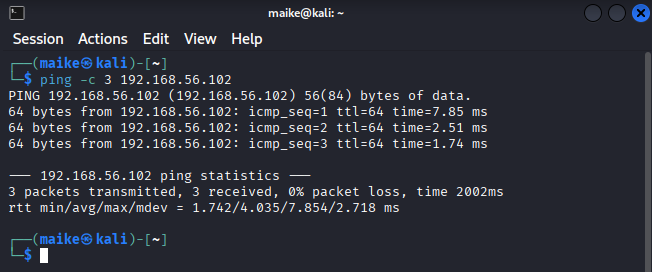 maike@kali: ~
Session Actions Edit View Help
┌──(maike㉿kali)-[~]
└─$ ping -c 3 192.168.56.102
PING 192.168.56.102 (192.168.56.102) 56(84) bytes of data.
64 bytes from 192.168.56.102: icmp_seq=1 ttl=64 time=7.85 ms
64 bytes from 192.168.56.102: icmp_seq=2 ttl=64 time=2.51 ms
64 bytes from 192.168.56.102: icmp_seq=3 ttl=64 time=1.74 ms
--- 192.168.56.102 ping statistics ---
3 packets transmitted, 3 received, 0% packet loss, time 2002ms
rtt min/avg/max/mdev = 1.742/4.035/7.854/2.718 ms
┌──(maike㉿kali)-[~]
└─$